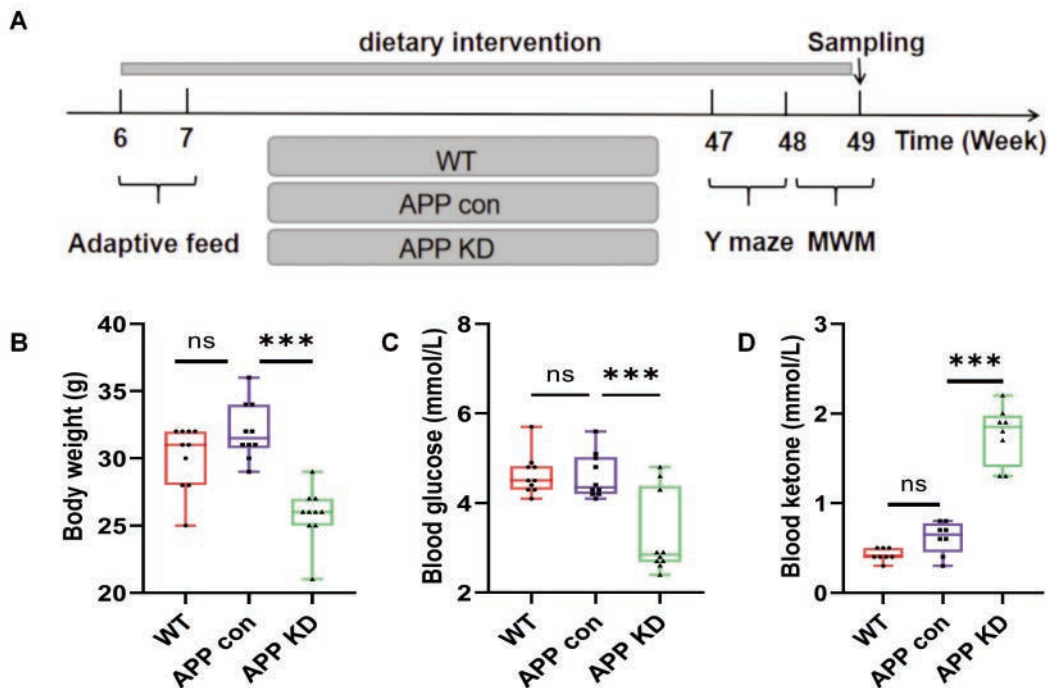 A
dietary intervention
Sampling
6
7
47
48
49
Time (Week)
WT
APP con
APP KD
Adaptive feed
Y maze
MWM
B
Body weight (g)
40
35
30
25
20
ns
***
WT
APP con
APP KD
C
Blood glucose (mmol/L)
8
6
4
2
ns
***
WT
APP con
APP KD
D
Blood ketone (mmol/L)
3
2
1
0
ns
***
WT
APP con
APP KD